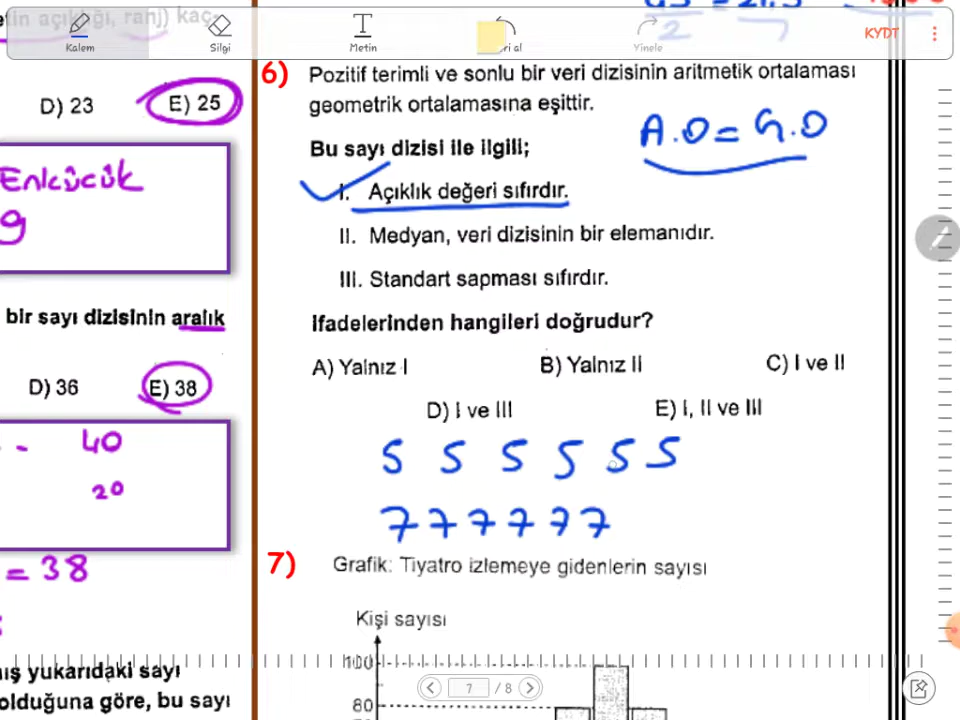 Kalem
Silgi
Metin
Yinele
KYDT
D) 23
E) 25
Enkücük
9
bir sayı dizisinin aralık
D) 36
E) 38
40
20
= 38
yukarıdaki sayı
olduğuna göre, bu sayı
6) Pozitif terimli ve sonlu bir veri dizisinin aritmetik ortalaması
geometrik ortalamasına eşittir.
A.O = G.O
Bu sayı dizisi ile ilgili;
I. Açıklık değeri sıfırdır.
II. Medyan, veri dizisinin bir elemanıdır.
III. Standart sapması sıfırdır.
ifadelerinden hangileri doğrudur?
A) Yalnız I
B) Yalnız II
C) I ve II
D) I ve III
E) I, II ve III
5 5 5 5 5 5
7 7 7 7 7 7
7) Grafik: Tiyatro izlemeye gidenlerin sayısı
Kişi sayısı
100
80
7 / 8